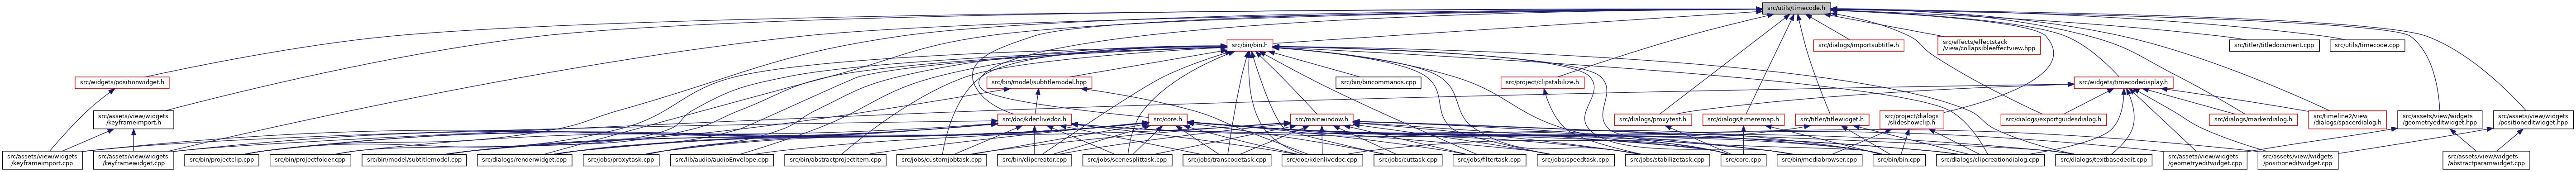 src/utils/timecode.h
src/bin/bin.h
src/dialogs/importsubtitle.h
src/effects/effectstack
/view/collapsibleeffectview.hpp
src/titler/titledocument.cpp
src/utils/timecode.cpp
src/widgets/positionwidget.h
src/bin/model/subtitlemodel.hpp
src/bin/bincommands.cpp
src/project/clipstabilize.h
src/widgets/timecodedisplay.h
src/assets/view/widgets
/keyframeimport.h
src/doc/kdenlivedoc.h
src/core.h
src/mainwindow.h
src/dialogs/proxytest.h
src/dialogs/timeremap.h
src/titler/titlewidget.h
src/project/dialogs
/slideshowclip.h
src/dialogs/exportguidesdialog.h
src/dialogs/markerdialog.h
src/timeline2/view
/dialogs/spacerdialog.h
src/assets/view/widgets
/geometryeditwidget.hpp
src/assets/view/widgets
/positioneditwidget.hpp
src/assets/view/widgets
/keyframeimport.cpp
src/assets/view/widgets
/keyframewidget.cpp
src/bin/projectclip.cpp
src/bin/projectfolder.cpp
src/bin/model/subtitlemodel.cpp
src/dialogs/renderwidget.cpp
src/jobs/proxytask.cpp
src/lib/audio/audioEnvelope.cpp
src/bin/abstractprojectitem.cpp
src/jobs/customjobtask.cpp
src/bin/clipcreator.cpp
src/jobs/scenesplittask.cpp
src/jobs/transcodetask.cpp
src/doc/kdenlivedoc.cpp
src/jobs/cuttask.cpp
src/jobs/filtertask.cpp
src/jobs/speedtask.cpp
src/jobs/stabilizetask.cpp
src/core.cpp
src/bin/mediabrowser.cpp
src/bin/bin.cpp
src/dialogs/clipcreationdialog.cpp
src/dialogs/textbasededit.cpp
src/assets/view/widgets
/geometryeditwidget.cpp
src/assets/view/widgets
/positioneditwidget.cpp
src/assets/view/widgets
/abstractparamwidget.cpp